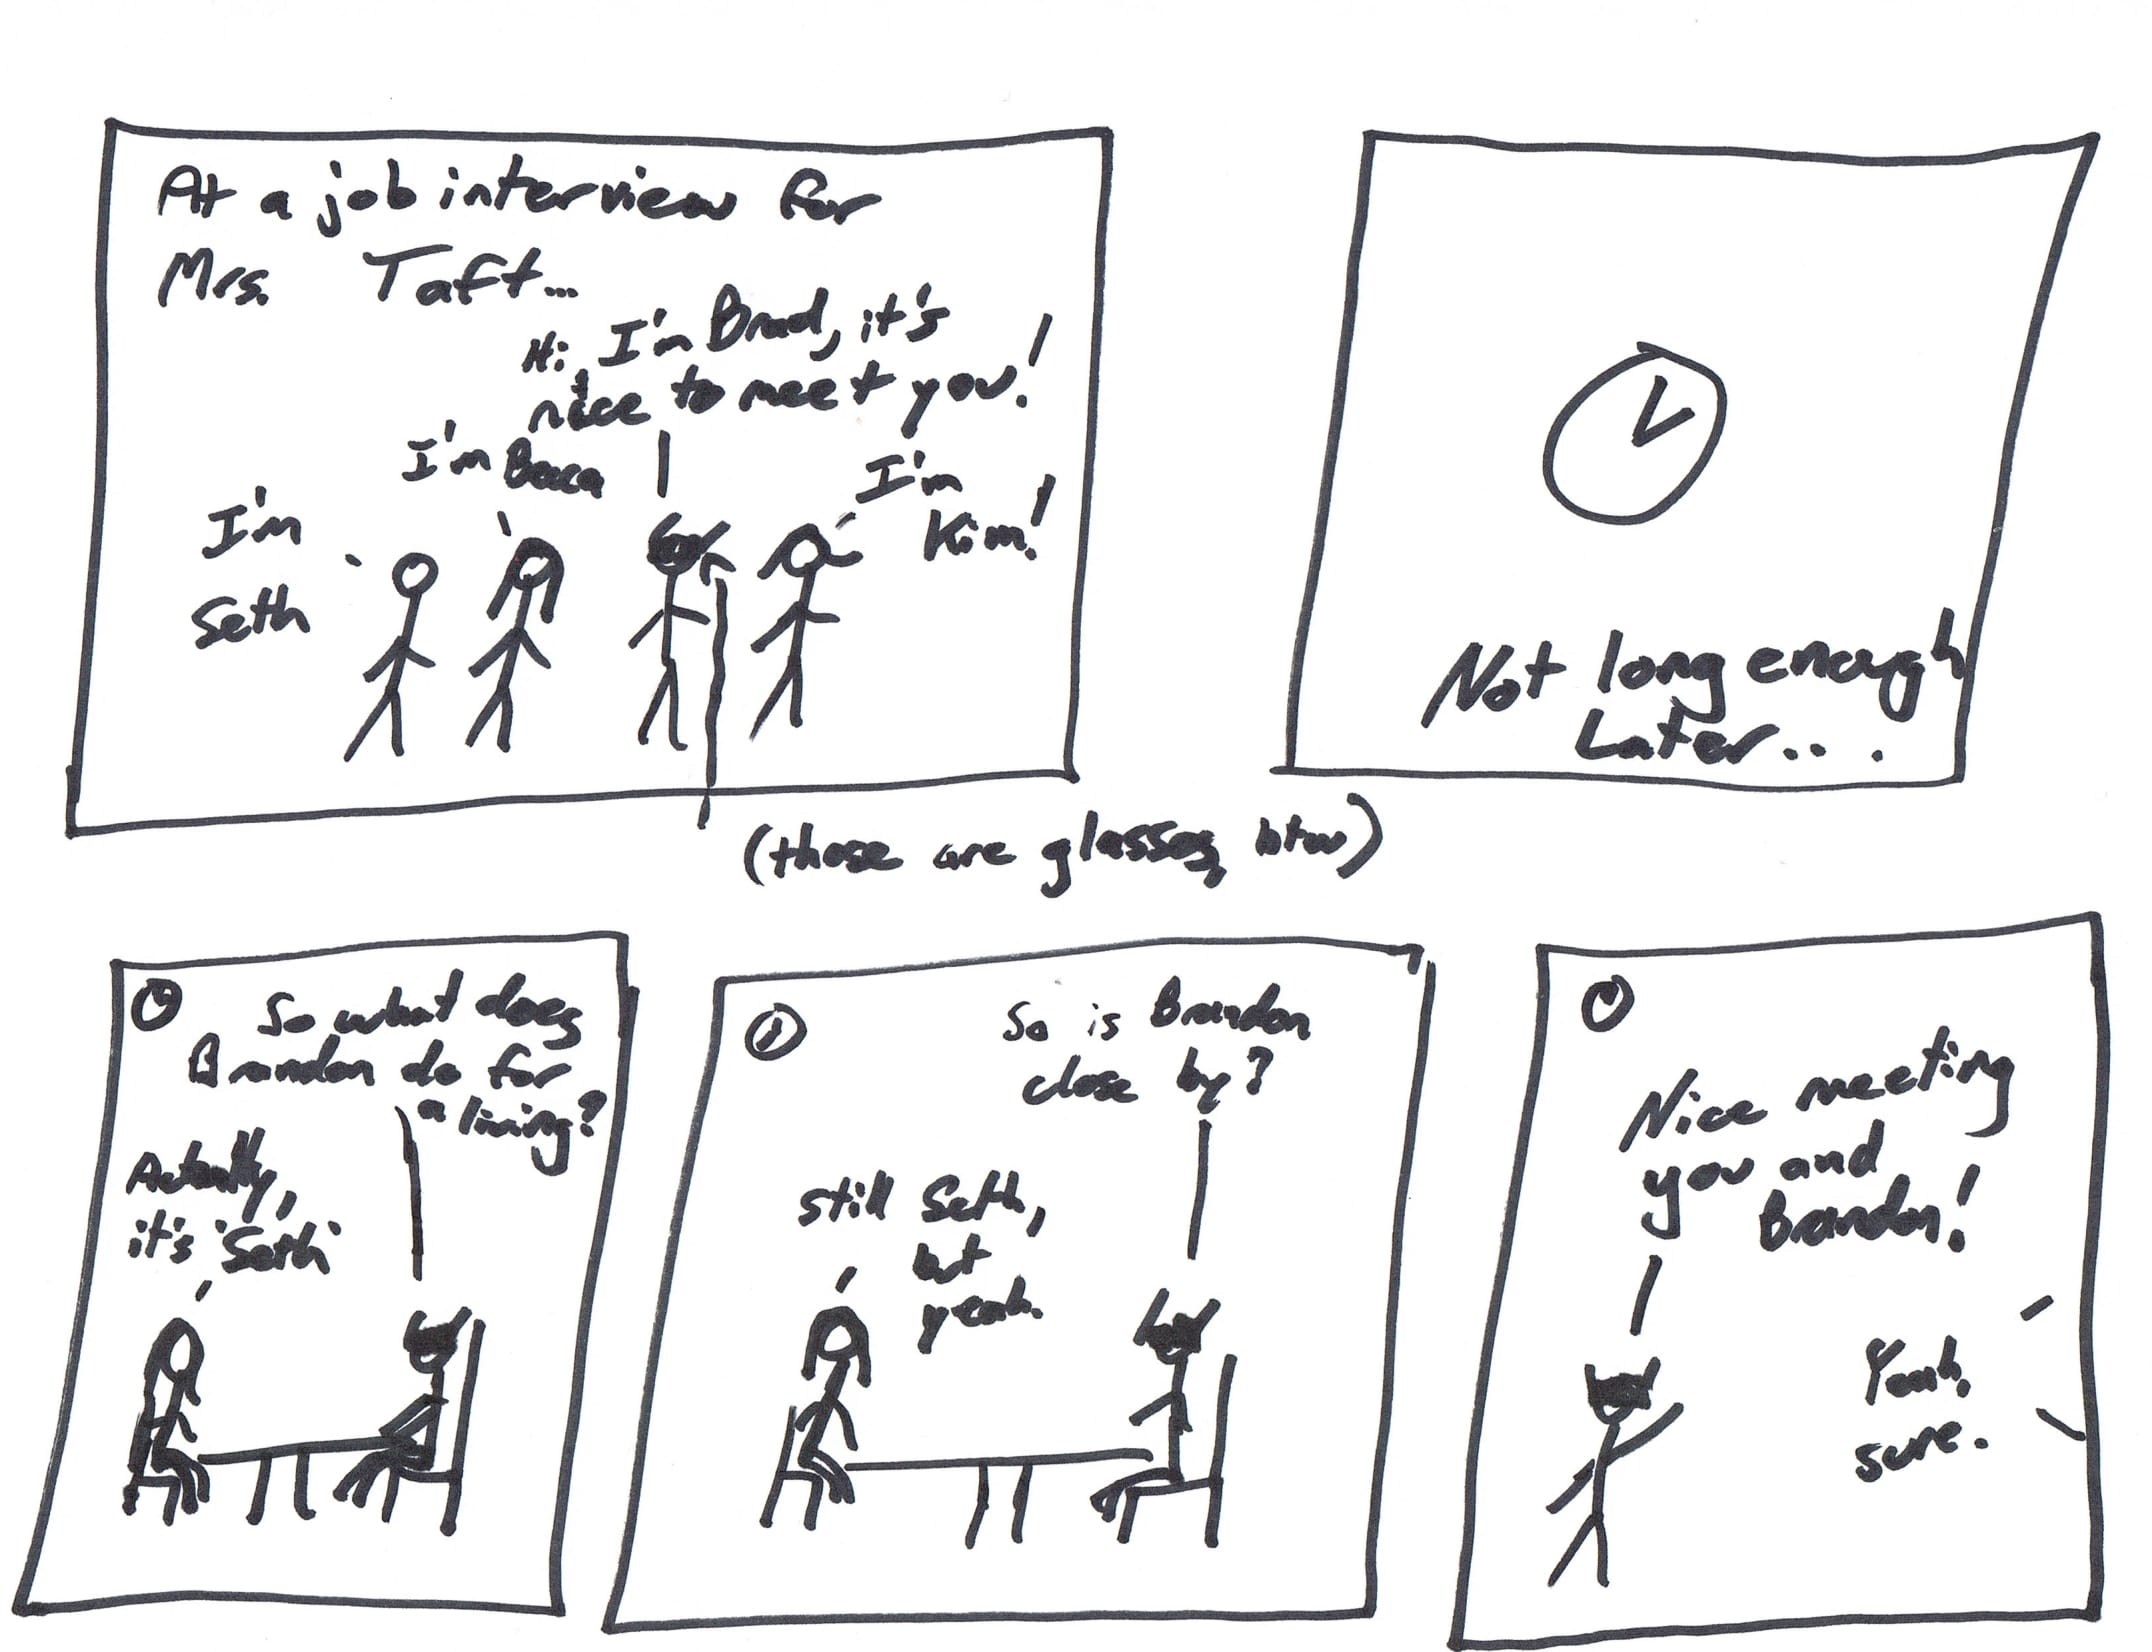 At a job interview for
Mrs. Taft...
Hi, I'm Brad, it's
nice to meet you!
I'm Becca
I'm
Kim!
I'm
Seth
Not long enough
Later...
(those are glasses, btw)
So what does
Brandon do for
a living?
Actually,
it's "Seth"
So is Brandon
close by?
still Seth,
but
yeah.
Nice meeting
you and
Brandon!
Yeah,
sure.